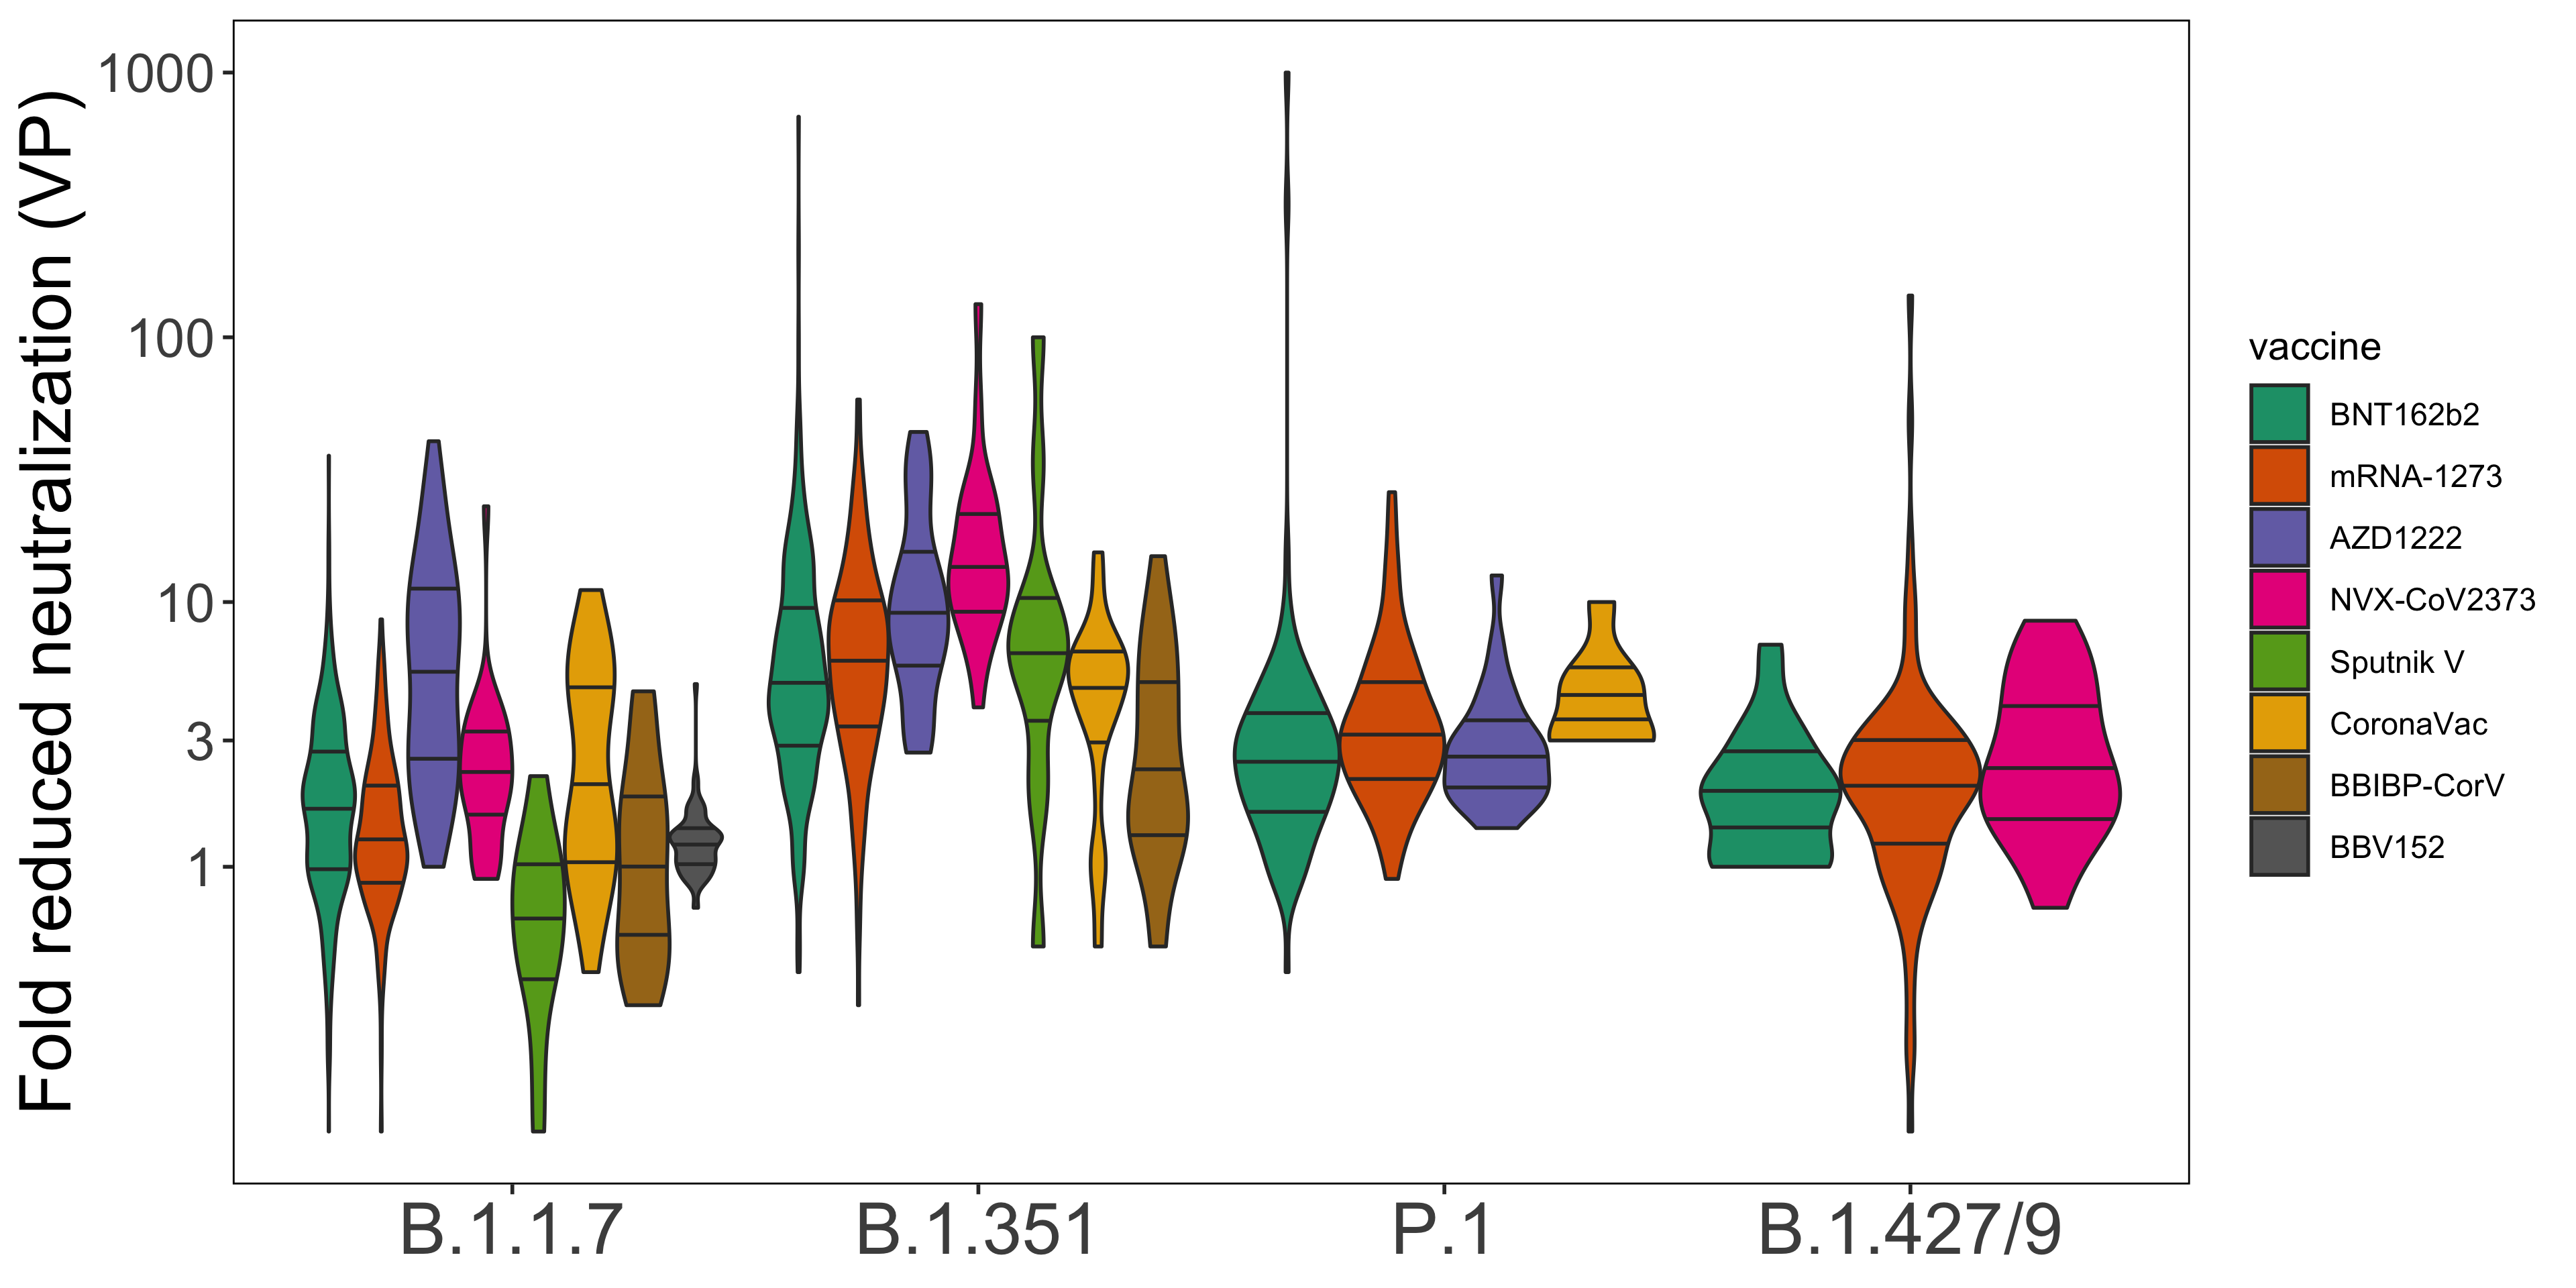 Fold reduced neutralization (VP)
1000
100
10
3
1
B.1.1.7
B.1.351
P.1
B.1.427/9
vaccine
BNT162b2
mRNA-1273
AZD1222
NVX-CoV2373
Sputnik V
CoronaVac
BBIBP-CorV
BBV152